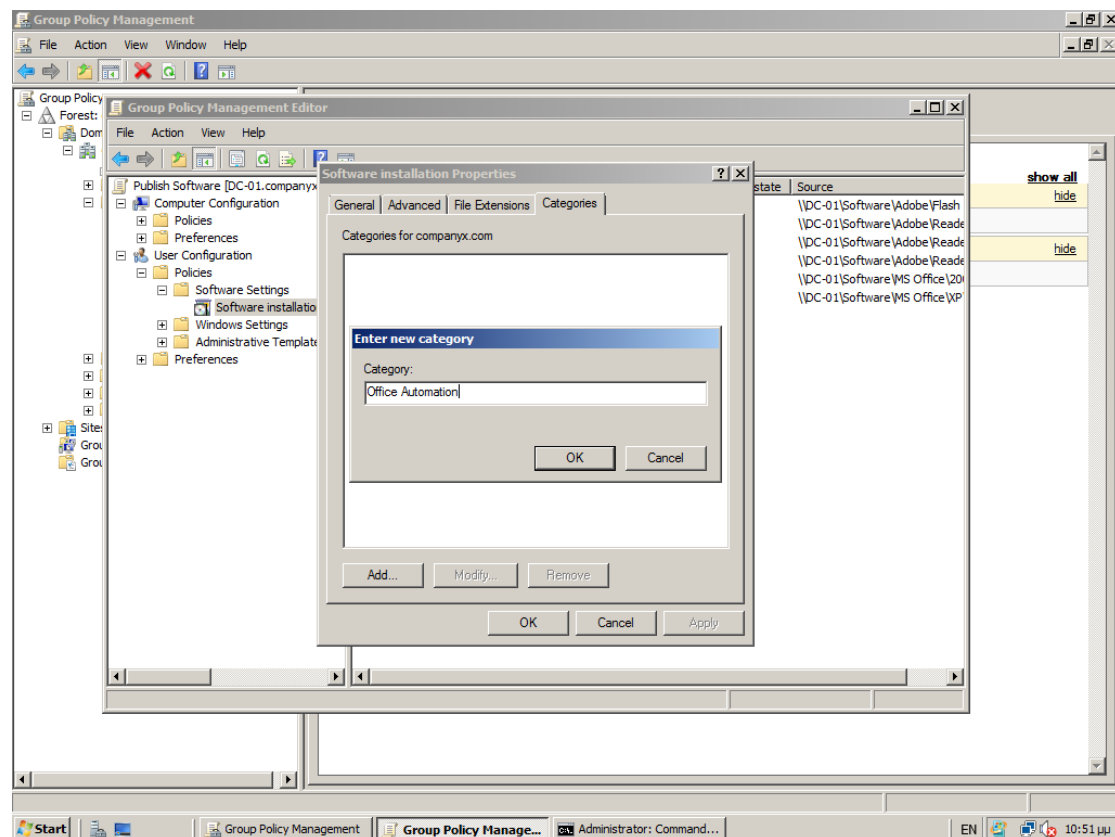 Group Policy Management
File Action View Window Help
Group Policy
Forest:
Dom
Sites
Grou
Grou
show all
hide
hide
Group Policy Management Editor
File Action View Help
Publish Software [DC-01.companyx
Computer Configuration
Policies
Preferences
User Configuration
Policies
Software Settings
Software installatio
Windows Settings
Administrative Template
Preferences
state Source
\\DC-01\Software\Adobe\Flash
\\DC-01\Software\Adobe\Reade
\\DC-01\Software\Adobe\Reade
\\DC-01\Software\Adobe\Reade
\\DC-01\Software\MS Office\200
\\DC-01\Software\MS Office\XP
Software installation Properties
General Advanced File Extensions Categories
Categories for companyx.com
Enter new category
Category:
Office Automation
OK Cancel
Add... Modify... Remove
OK Cancel Apply
Start Group Policy Management Group Policy Manage... Administrator: Command... EN 10:51 μμ